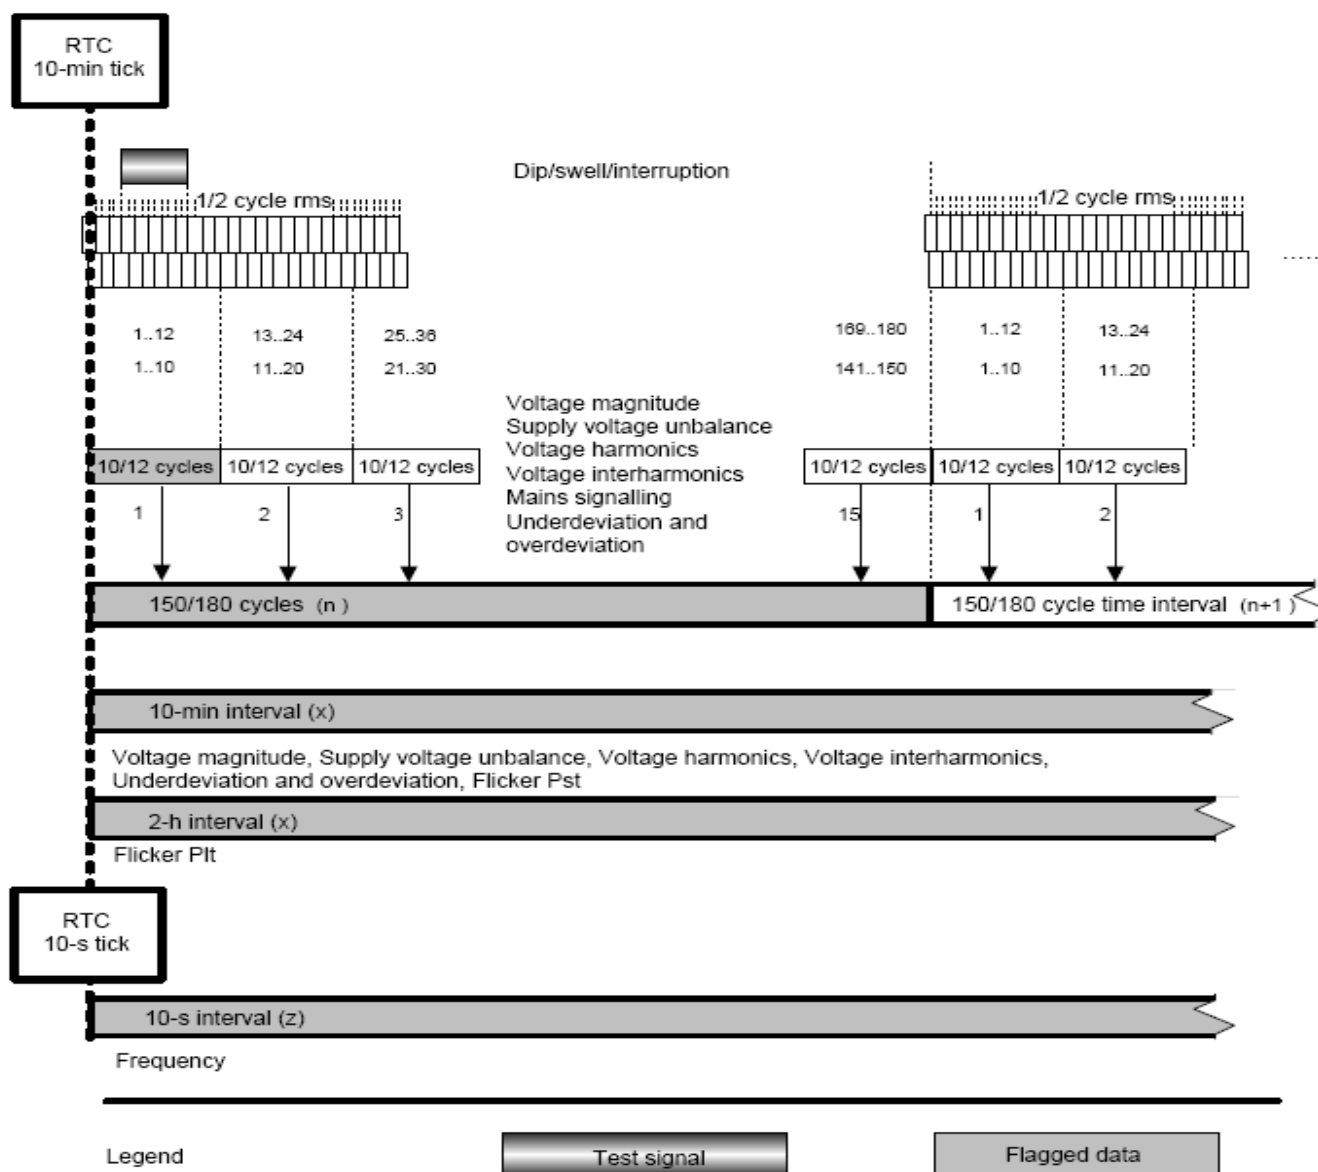 RTC
10-min tick
Dip/swell/interruption
1/2 cycle rms
1/2 cycle rms
1..12
13..24
25..36
169..180
1..12
13..24
1..10
11..20
21..30
141..150
1..10
11..20
Voltage magnitude
Supply voltage unbalance
Voltage harmonics
Voltage interharmonics
Mains signalling
Underdeviation and
overdeviation
10/12 cycles
10/12 cycles
10/12 cycles
10/12 cycles
10/12 cycles
10/12 cycles
1
2
3
15
1
2
150/180 cycles (n )
150/180 cycle time interval (n+1 )
10-min interval (x)
Voltage magnitude, Supply voltage unbalance, Voltage harmonics, Voltage interharmonics,
Underdeviation and overdeviation, Flicker Pst
2-h interval (x)
Flicker Plt
RTC
10-s tick
10-s interval (z)
Frequency
Legend
Test signal
Flagged data